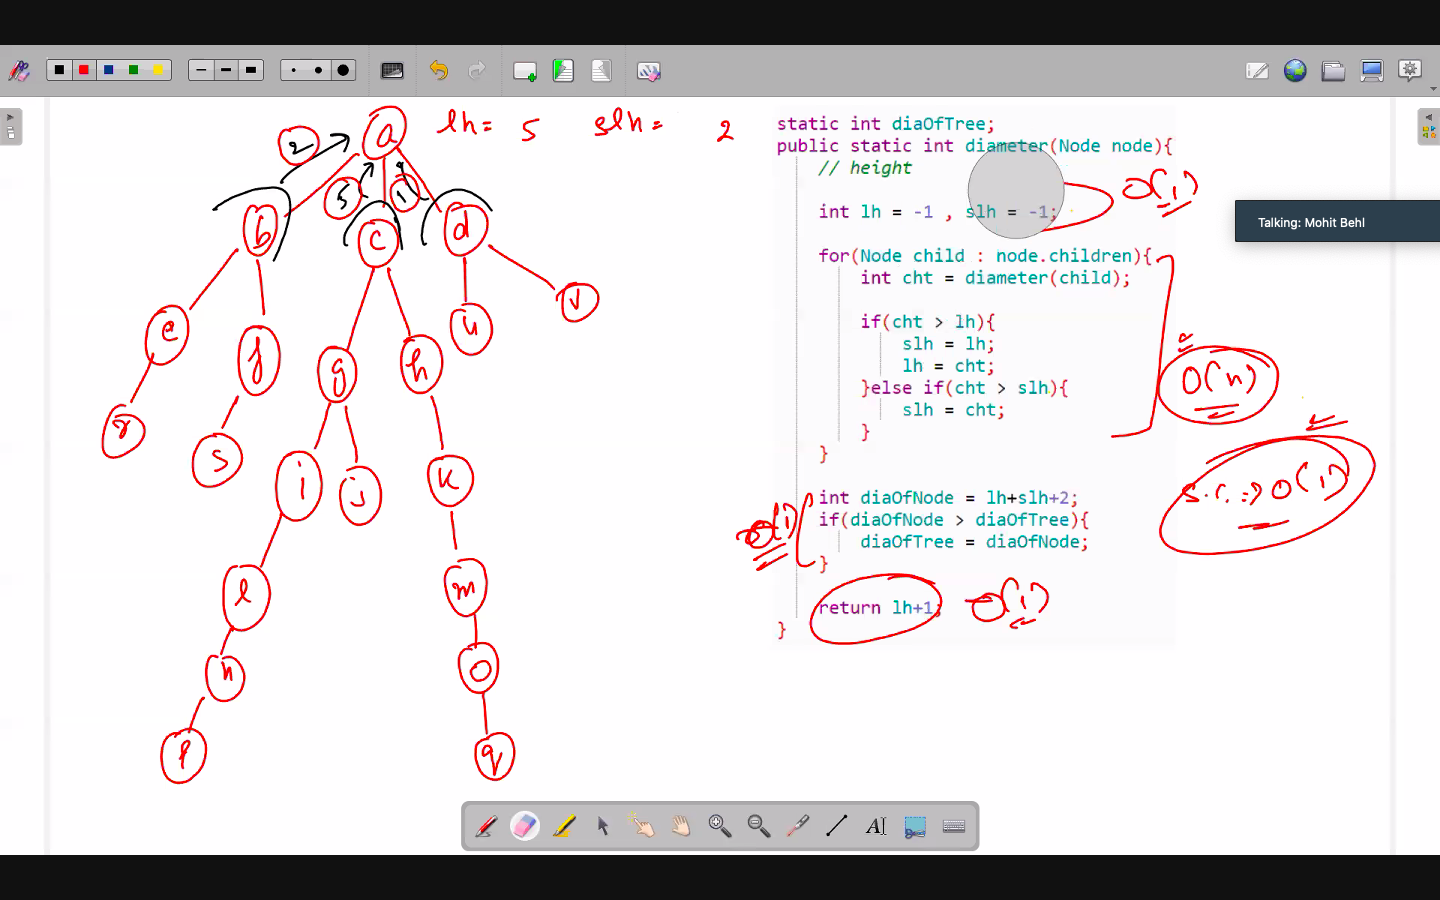 lh = 5 slh = 2
a
2
5
1
b
c
d
e
f
g
h
u
v
r
s
i
j
k
l
m
n
o
p
q
static int diaOfTree;
public static int diameter(Node node){
// height
int lh = -1 , slh = -1;
O(1)
for(Node child : node.children){
int cht = diameter(child);
if(cht > lh){
slh = lh;
lh = cht;
}else if(cht > slh){
slh = cht;
}
}
O(n)
S.C. => O(1)
int diaOfNode = lh+slh+2;
if(diaOfNode > diaOfTree){
diaOfTree = diaOfNode;
}
O(1)
return lh+1;
O(1)
}
Talking: Mohit Behl
A